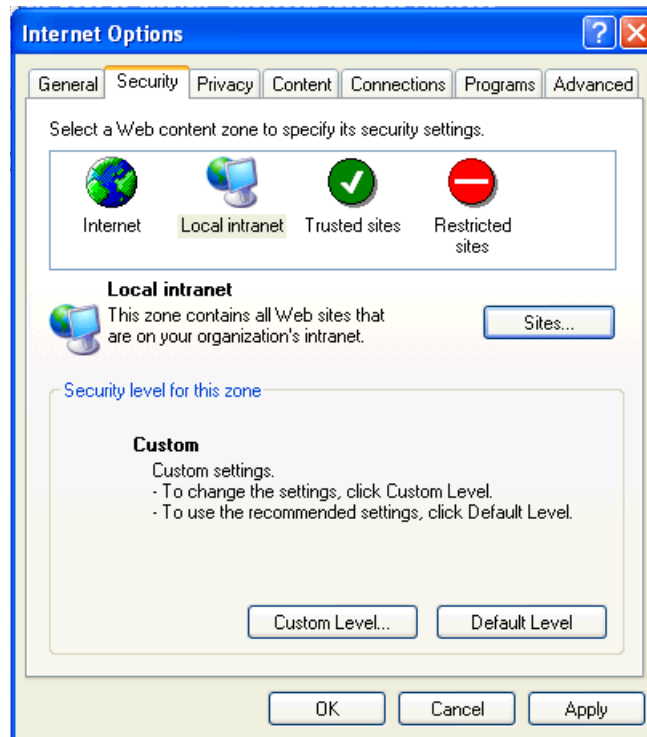 Internet Options
General Security Privacy Content Connections Programs Advanced
Select a Web content zone to specify its security settings.
Internet Local intranet Trusted sites Restricted
sites
Local intranet
This zone contains all Web sites that
are on your organization's intranet.
Sites...
Security level for this zone
Custom
Custom settings.
- To change the settings, click Custom Level.
- To use the recommended settings, click Default Level.
Custom Level... Default Level
OK Cancel Apply